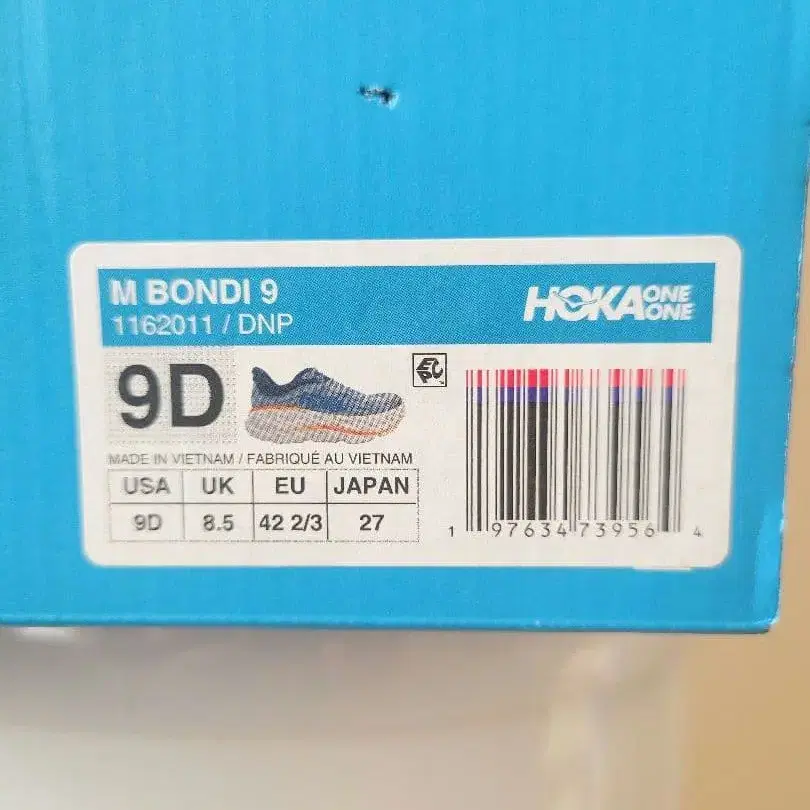 M BONDI 9
1162011 / DNP
HOKA ONE ONE
9D
EPC
MADE IN VIETNAM / FABRIQUÉ AU VIETNAM
USA UK EU JAPAN
9D 8.5 42 2/3 27
1 97634 73956 4